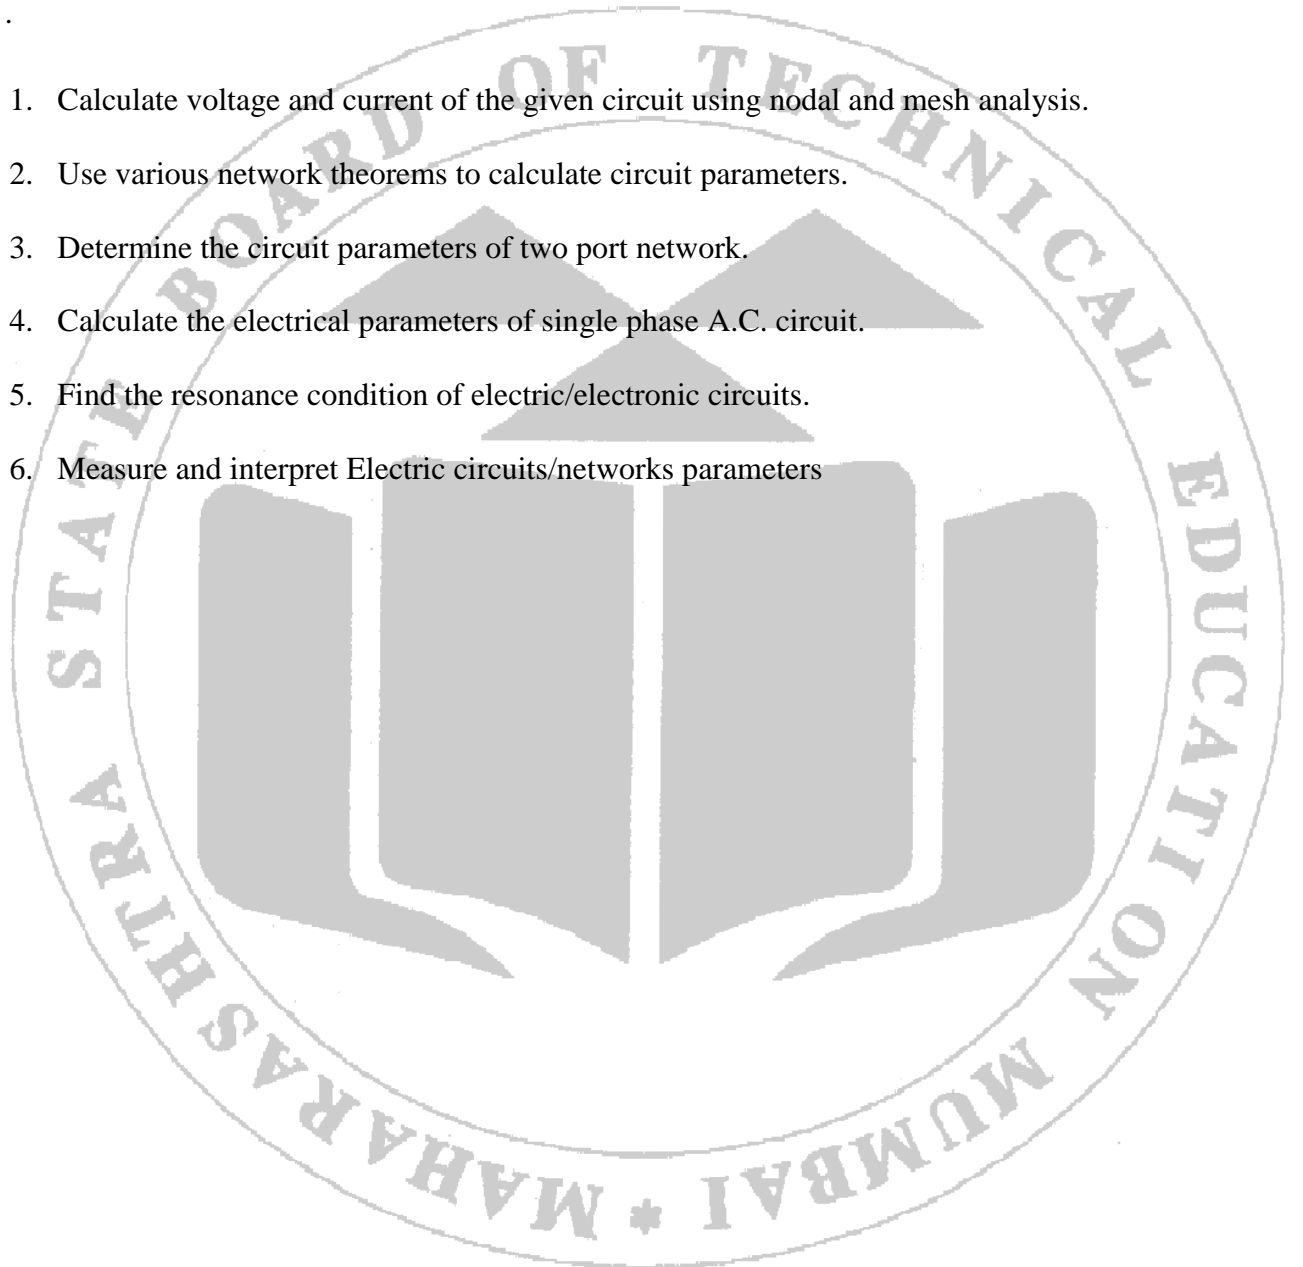 .
1. Calculate voltage and current of the given circuit using nodal and mesh analysis.
2. Use various network theorems to calculate circuit parameters.
3. Determine the circuit parameters of two port network.
4. Calculate the electrical parameters of single phase A.C. circuit.
5. Find the resonance condition of electric/electronic circuits.
6. Measure and interpret Electric circuits/networks parameters
MAHARASHTRA STATE BOARD OF TECHNICAL EDUCATION MUMBAI *